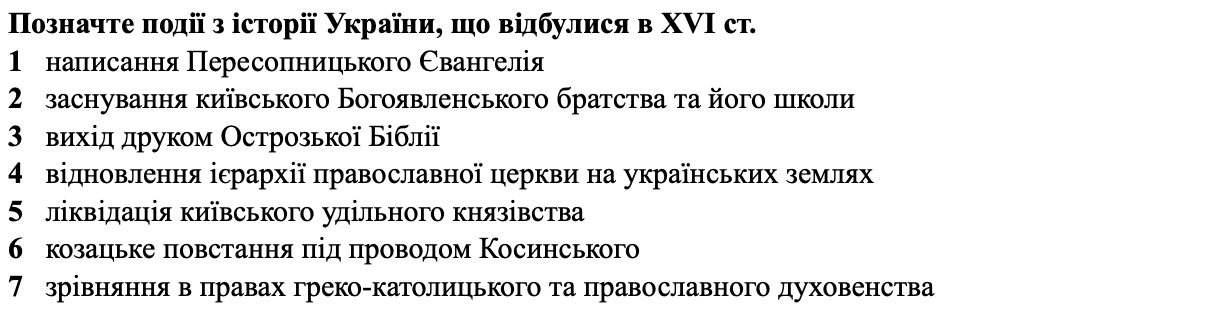 Позначте події з історії України, що відбулися в XVI ст.
1 написання Пересопницького Євангелія
2 заснування київського Богоявленського братства та його школи
3 вихід друком Острозької Біблії
4 відновлення ієрархії православної церкви на українських землях
5 ліквідація київського удільного князівства
6 козацьке повстання під проводом Косинського
7 зрівняння в правах греко-католицького та православного духовенства